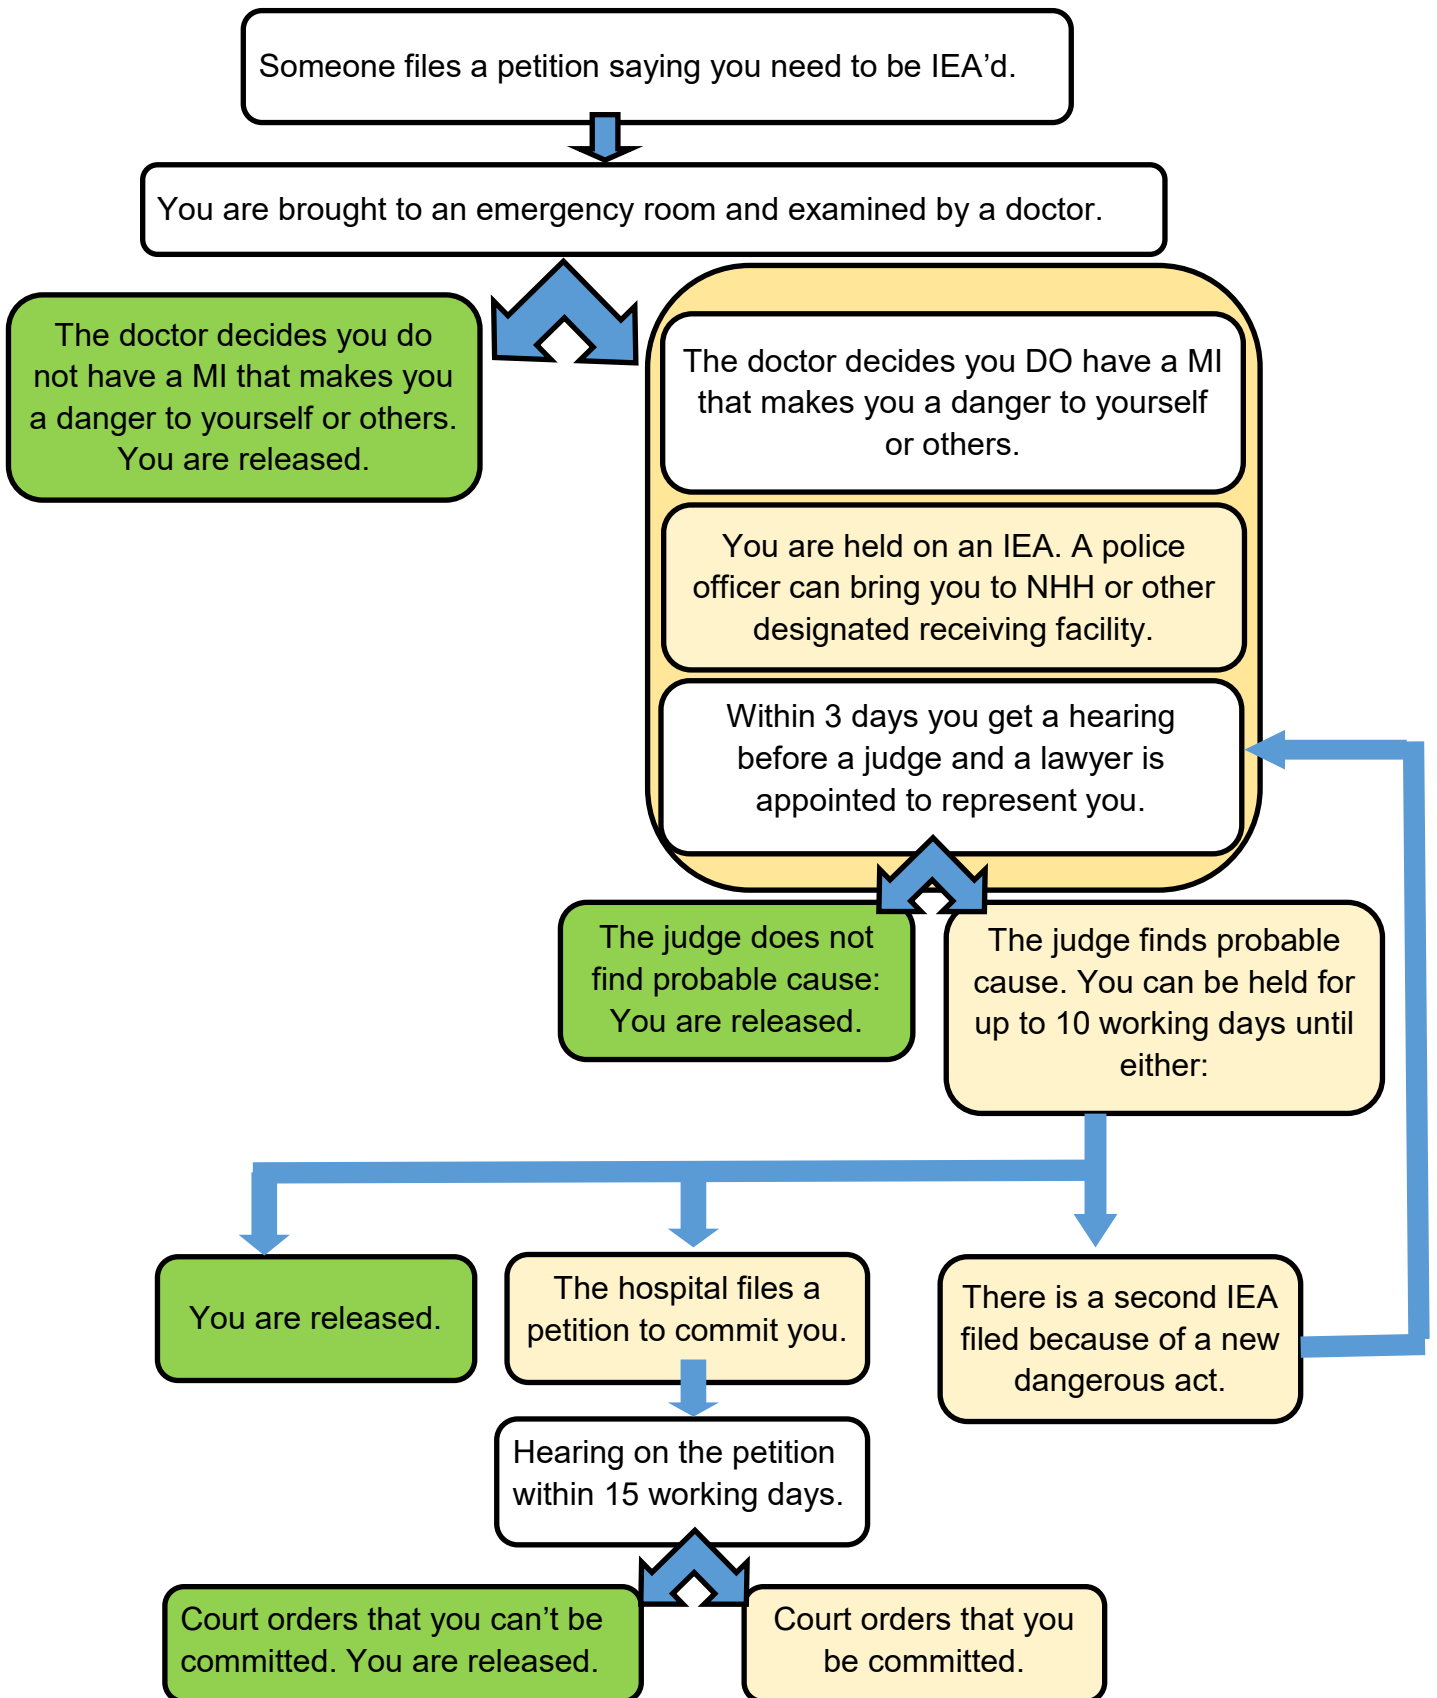 Someone files a petition saying you need to be IEA’d.
You are brought to an emergency room and examined by a doctor.
The doctor decides you do
not have a MI that makes you
a danger to yourself or others.
You are released.
The doctor decides you DO have a MI
that makes you a danger to yourself
or others.
You are held on an IEA. A police
officer can bring you to NHH or other
designated receiving facility.
Within 3 days you get a hearing
before a judge and a lawyer is
appointed to represent you.
The judge does not
find probable cause:
You are released.
The judge finds probable
cause. You can be held for
up to 10 working days until
either:
You are released.
The hospital files a
petition to commit you.
There is a second IEA
filed because of a new
dangerous act.
Hearing on the petition
within 15 working days.
Court orders that you can’t be
committed. You are released.
Court orders that you
be committed.